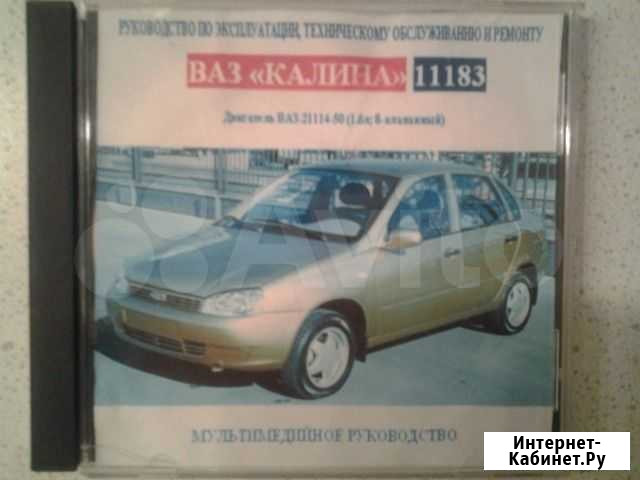 РУКОВОДСТВО ПО ЭКСПЛУАТАЦИИ, ТЕХНИЧЕСКОМУ ОБСЛУЖИВАНИЮ И РЕМОНТУ
ВАЗ «КАЛИНА» 11183
Двигатель ВАЗ-21114-50 (1.6л; 8-клапанный)
Avito
МУЛЬТИМЕДИЙНОЕ РУКОВОДСТВО
Интернет-
Кабинет.Ру